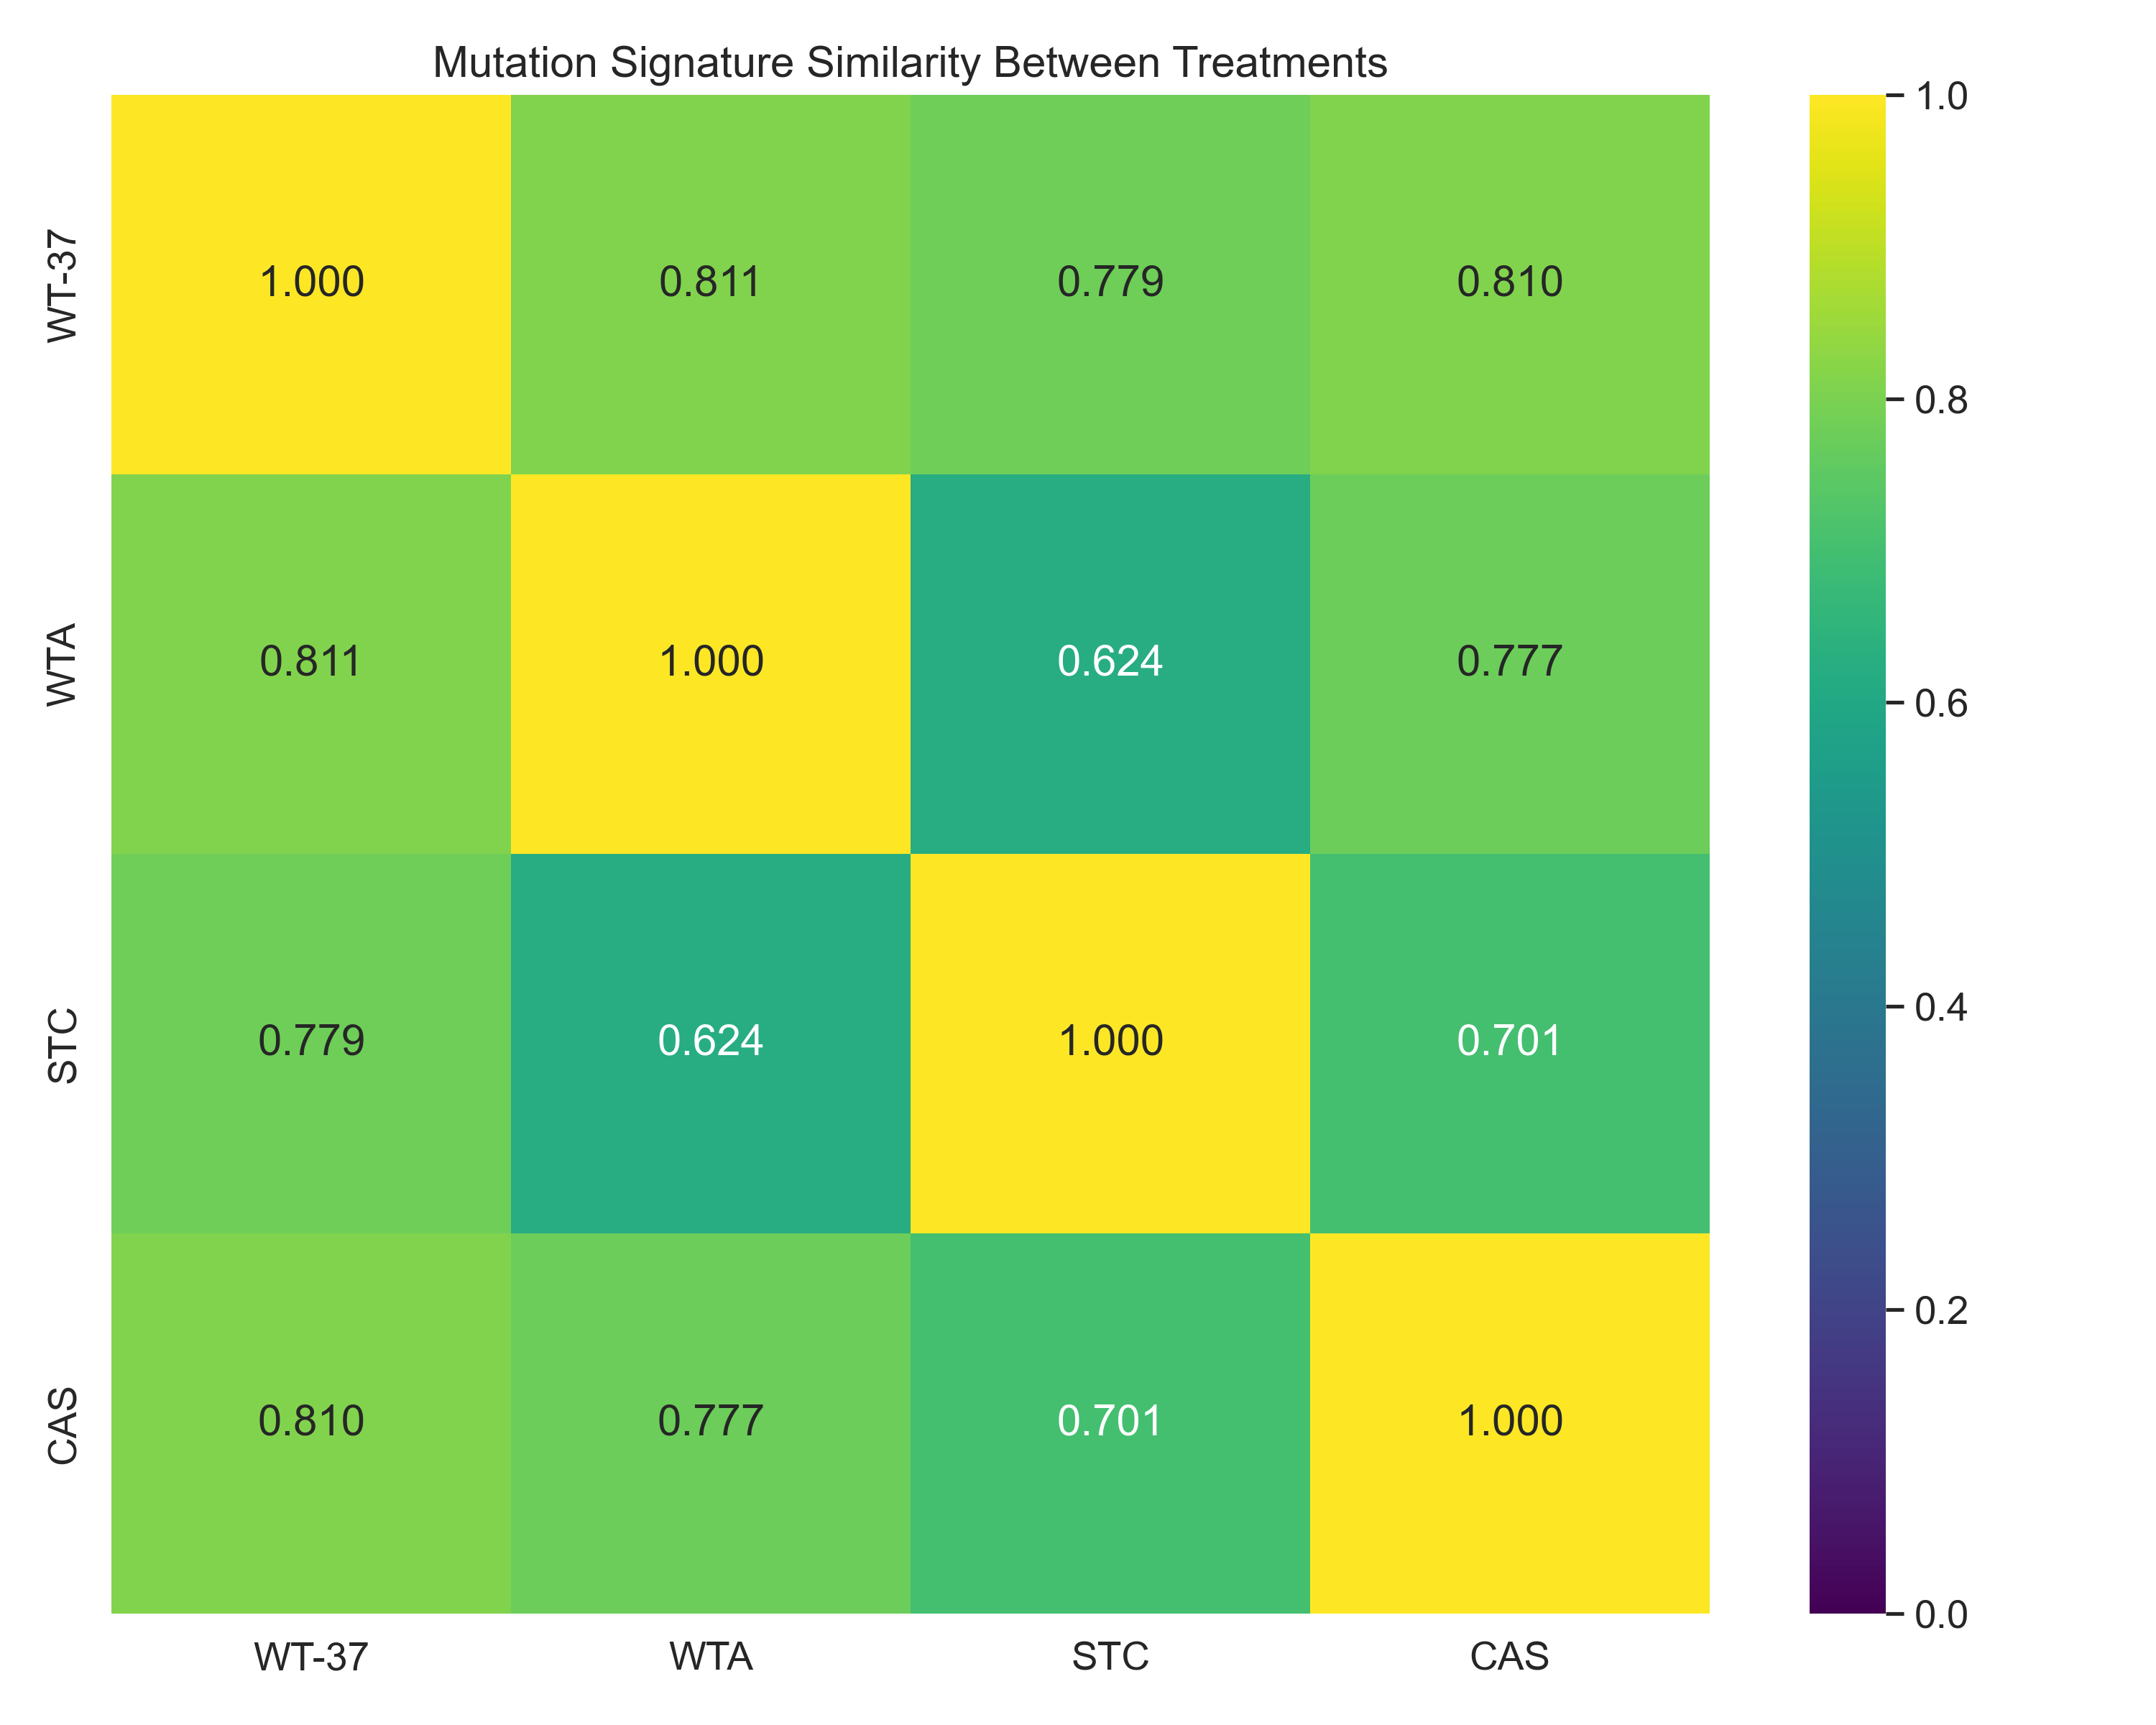 Mutation Signature Similarity Between Treatments
WT-37
1.000 0.811 0.779 0.810
WTA
0.811 1.000 0.624 0.777
STC
0.779 0.624 1.000 0.701
CAS
0.810 0.777 0.701 1.000
WT-37 WTA STC CAS
1.0
0.8
0.6
0.4
0.2
0.0